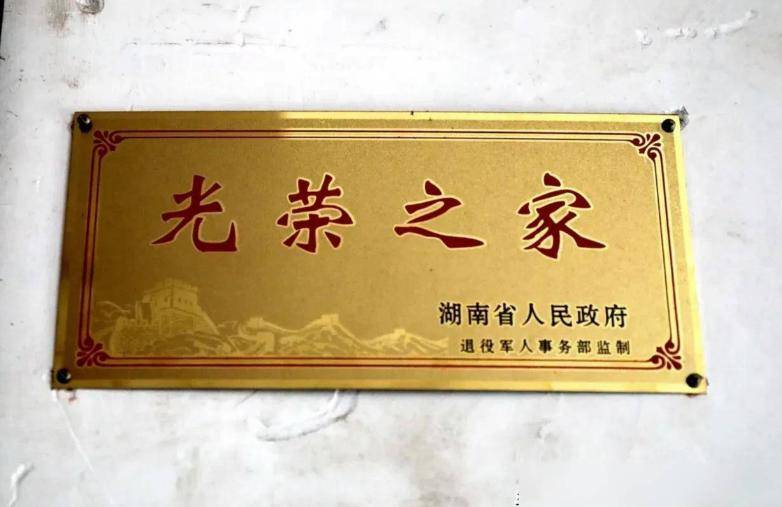 光荣之家
湖南省人民政府
退役军人事务部监制